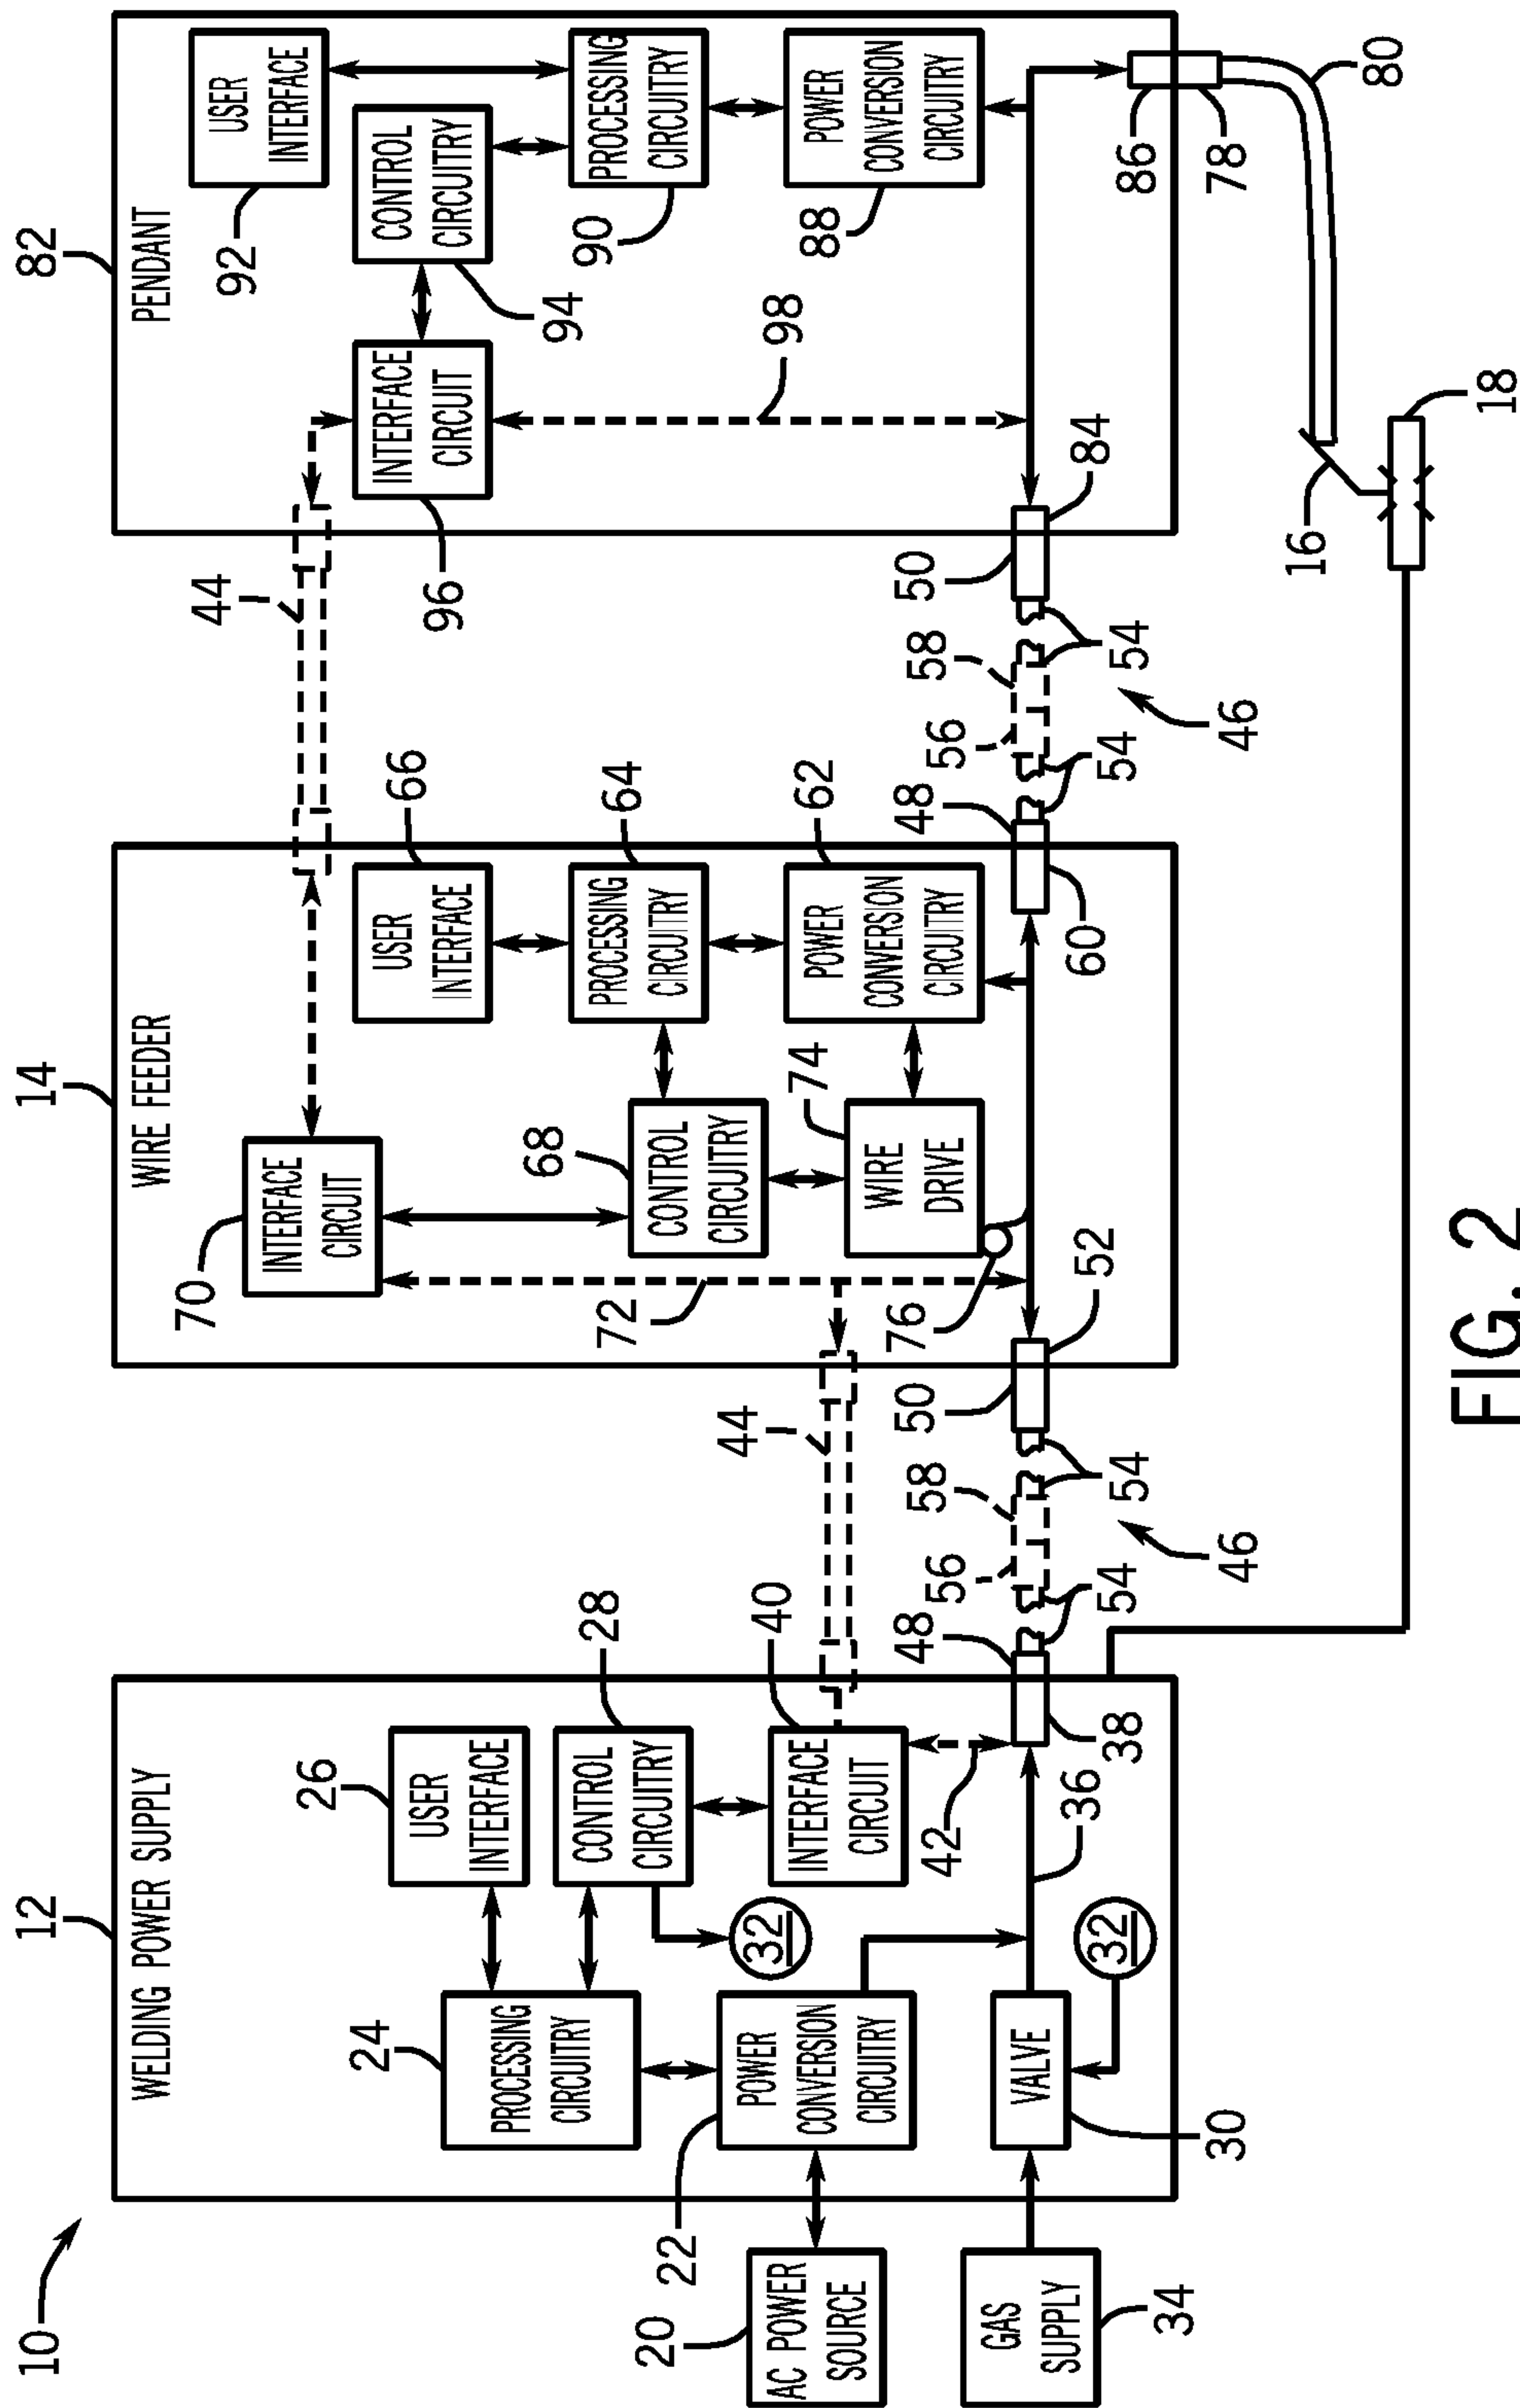 10
12
WELDING POWER SUPPLY
24
PROCESSING
CIRCUITRY
26
USER
INTERFACE
28
CONTROL
CIRCUITRY
32
22
POWER
CONVERSION
CIRCUITRY
40
INTERFACE
CIRCUIT
42
20
AC POWER
SOURCE
34
GAS
SUPPLY
30
VALVE
32
36
38
44
48
56
58
50
54
54
46
14
WIRE FEEDER
70
INTERFACE
CIRCUIT
66
USER
INTERFACE
64
PROCESSING
CIRCUITRY
68
CONTROL
CIRCUITRY
72
74
WIRE
DRIVE
62
POWER
CONVERSION
CIRCUITRY
76
52
60
44
48
56
58
50
54
54
46
82
PENDANT
92
USER
INTERFACE
94
CONTROL
CIRCUITRY
96
INTERFACE
CIRCUIT
90
PROCESSING
CIRCUITRY
98
88
POWER
CONVERSION
CIRCUITRY
84
86
78
80
16
18
FIG. 2